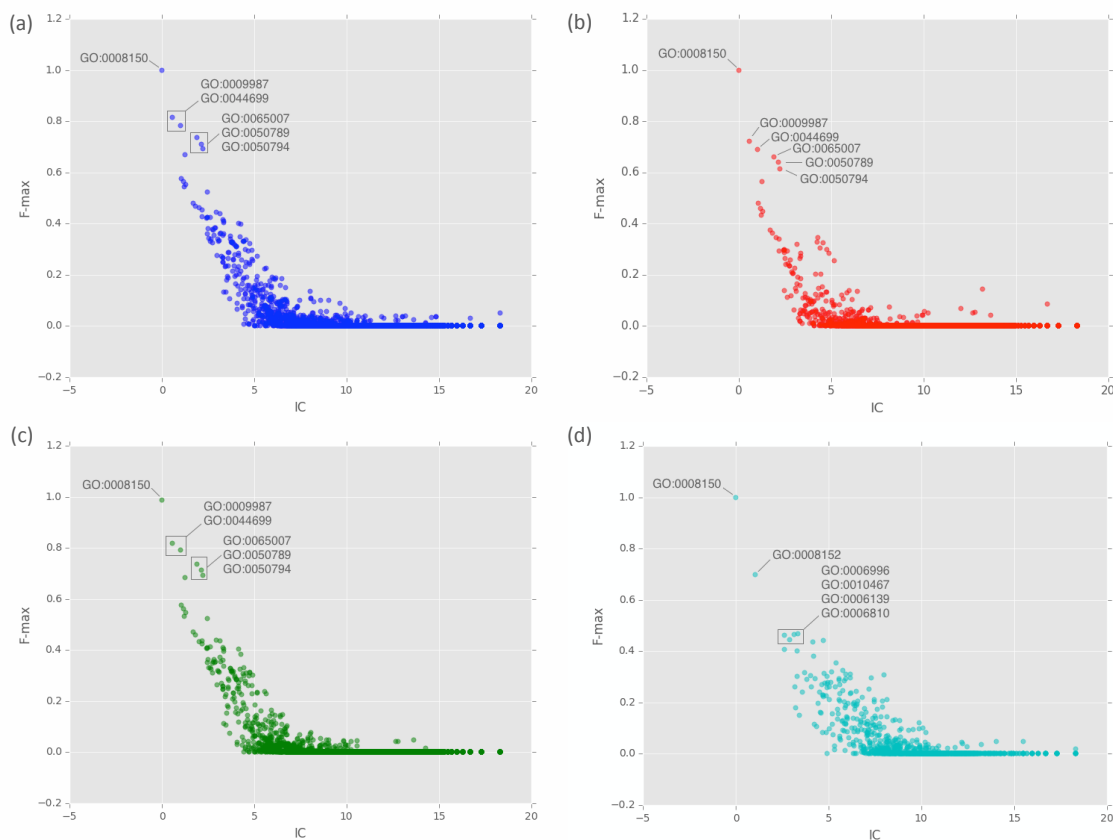 (a)
1.2
1.0
0.8
0.6
0.4
0.2
0.0
−0.2
F-max
GO:0008150
GO:0009987
GO:0044699
GO:0065007
GO:0050789
GO:0050794
−5
0
5
10
15
20
IC
(b)
1.2
1.0
0.8
0.6
0.4
0.2
0.0
−0.2
F-max
GO:0008150
GO:0009987
GO:0044699
GO:0065007
GO:0050789
GO:0050794
−5
0
5
10
15
20
IC
(c)
1.2
1.0
0.8
0.6
0.4
0.2
0.0
−0.2
F-max
GO:0008150
GO:0009987
GO:0044699
GO:0065007
GO:0050789
GO:0050794
−5
0
5
10
15
20
IC
(d)
1.2
1.0
0.8
0.6
0.4
0.2
0.0
−0.2
F-max
GO:0008150
GO:0008152
GO:0006996
GO:0010467
GO:0006139
GO:0006810
−5
0
5
10
15
20
IC